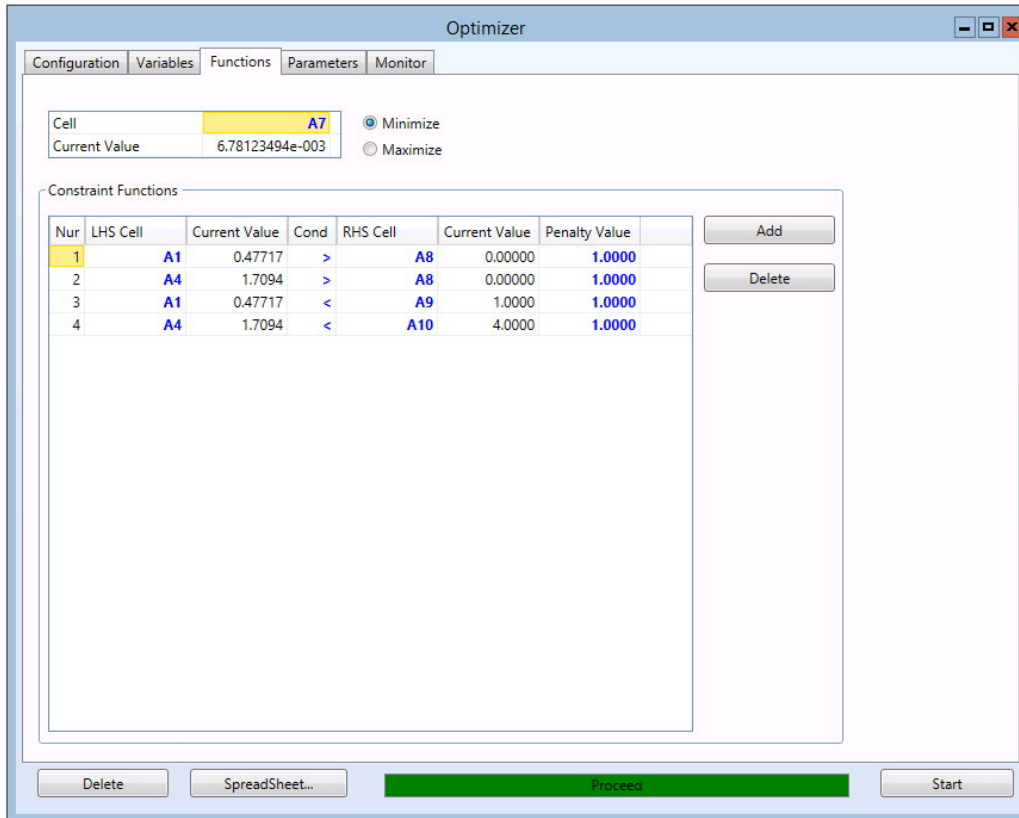 Optimizer
Configuration Variables Functions Parameters Monitor
Cell A7 Minimize
Current Value 6.78123494e-003 Maximize
Constraint Functions
Nur LHS Cell Current Value Cond RHS Cell Current Value Penalty Value Add
1 A1 0.47717 > A8 0.00000 1.0000
2 A4 1.7094 > A8 0.00000 1.0000 Delete
3 A1 0.47717 < A9 1.0000 1.0000
4 A4 1.7094 < A10 4.0000 1.0000
Delete SpreadSheet... Proceed Start